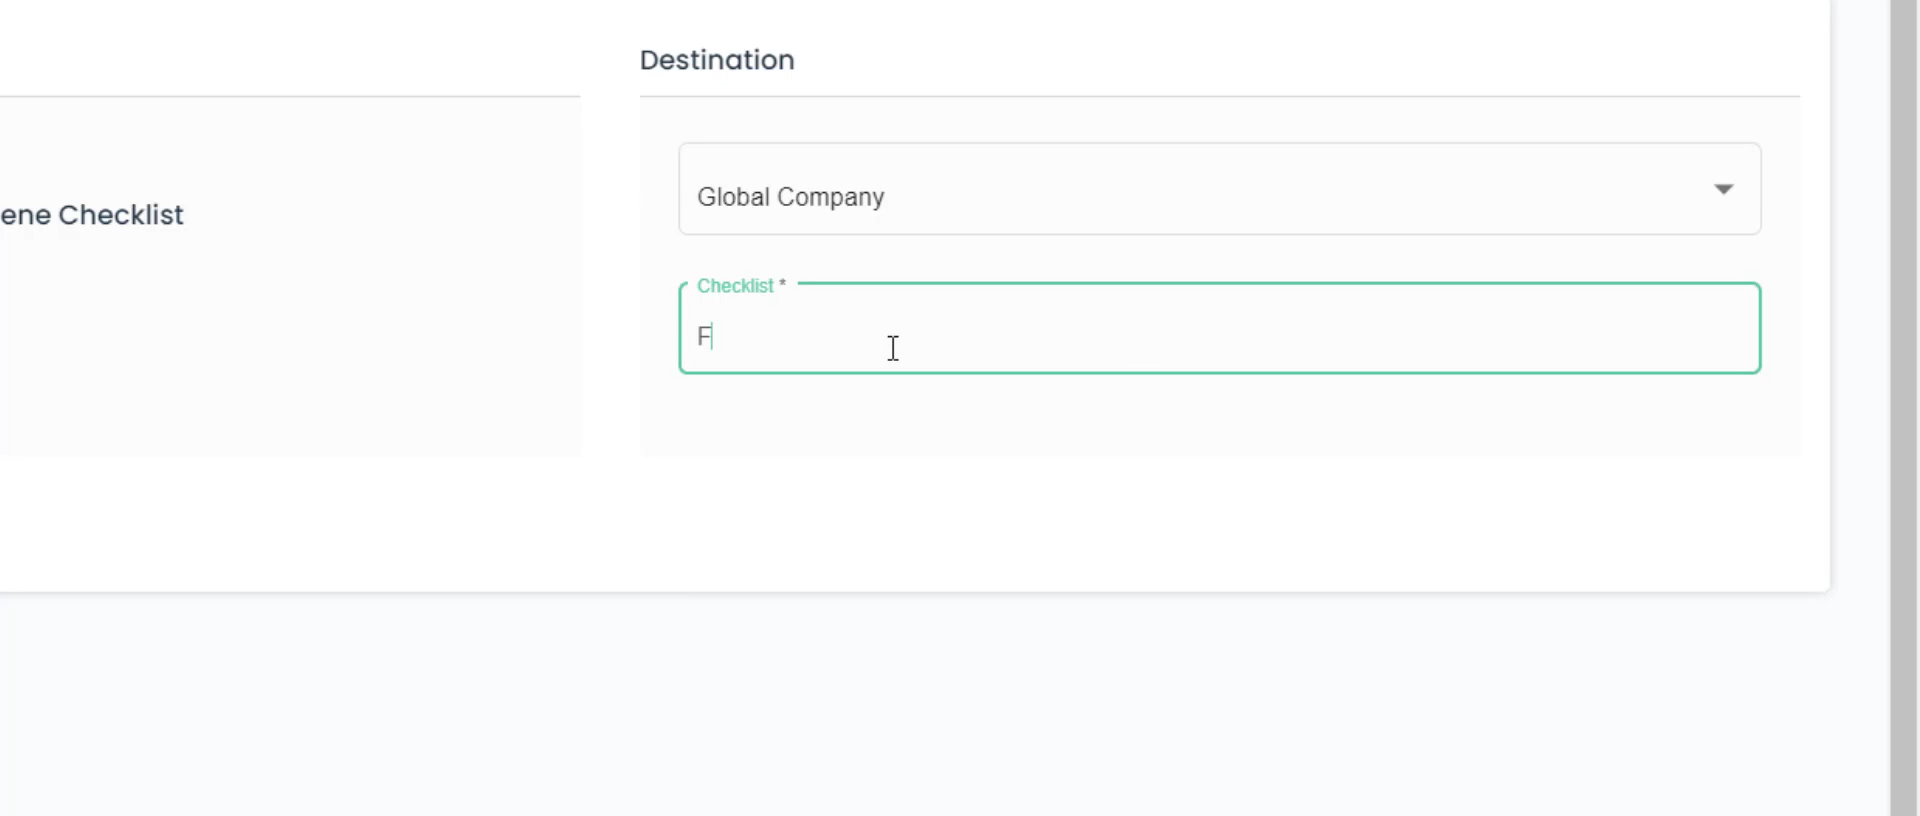 Destination
Global Company
ene Checklist
Checklist *
F